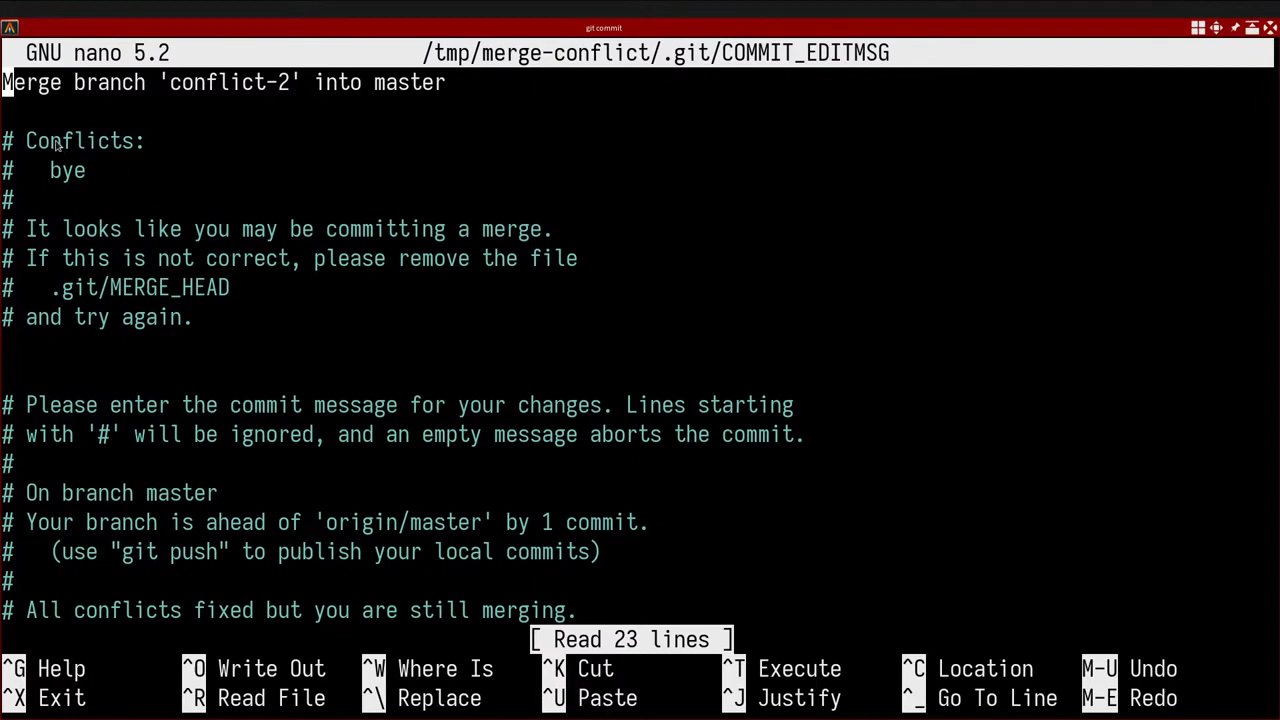 git commit
GNU nano 5.2 /tmp/merge-conflict/.git/COMMIT_EDITMSG
Merge branch 'conflict-2' into master
# Conflicts:
#   bye
#
# It looks like you may be committing a merge.
# If this is not correct, please remove the file
#   .git/MERGE_HEAD
# and try again.
# Please enter the commit message for your changes. Lines starting
# with '#' will be ignored, and an empty message aborts the commit.
#
# On branch master
# Your branch is ahead of 'origin/master' by 1 commit.
#   (use "git push" to publish your local commits)
#
# All conflicts fixed but you are still merging.
[ Read 23 lines ]
^G Help ^O Write Out ^W Where Is ^K Cut ^T Execute ^C Location M-U Undo
^X Exit ^R Read File ^\ Replace ^U Paste ^J Justify ^_ Go To Line M-E Redo